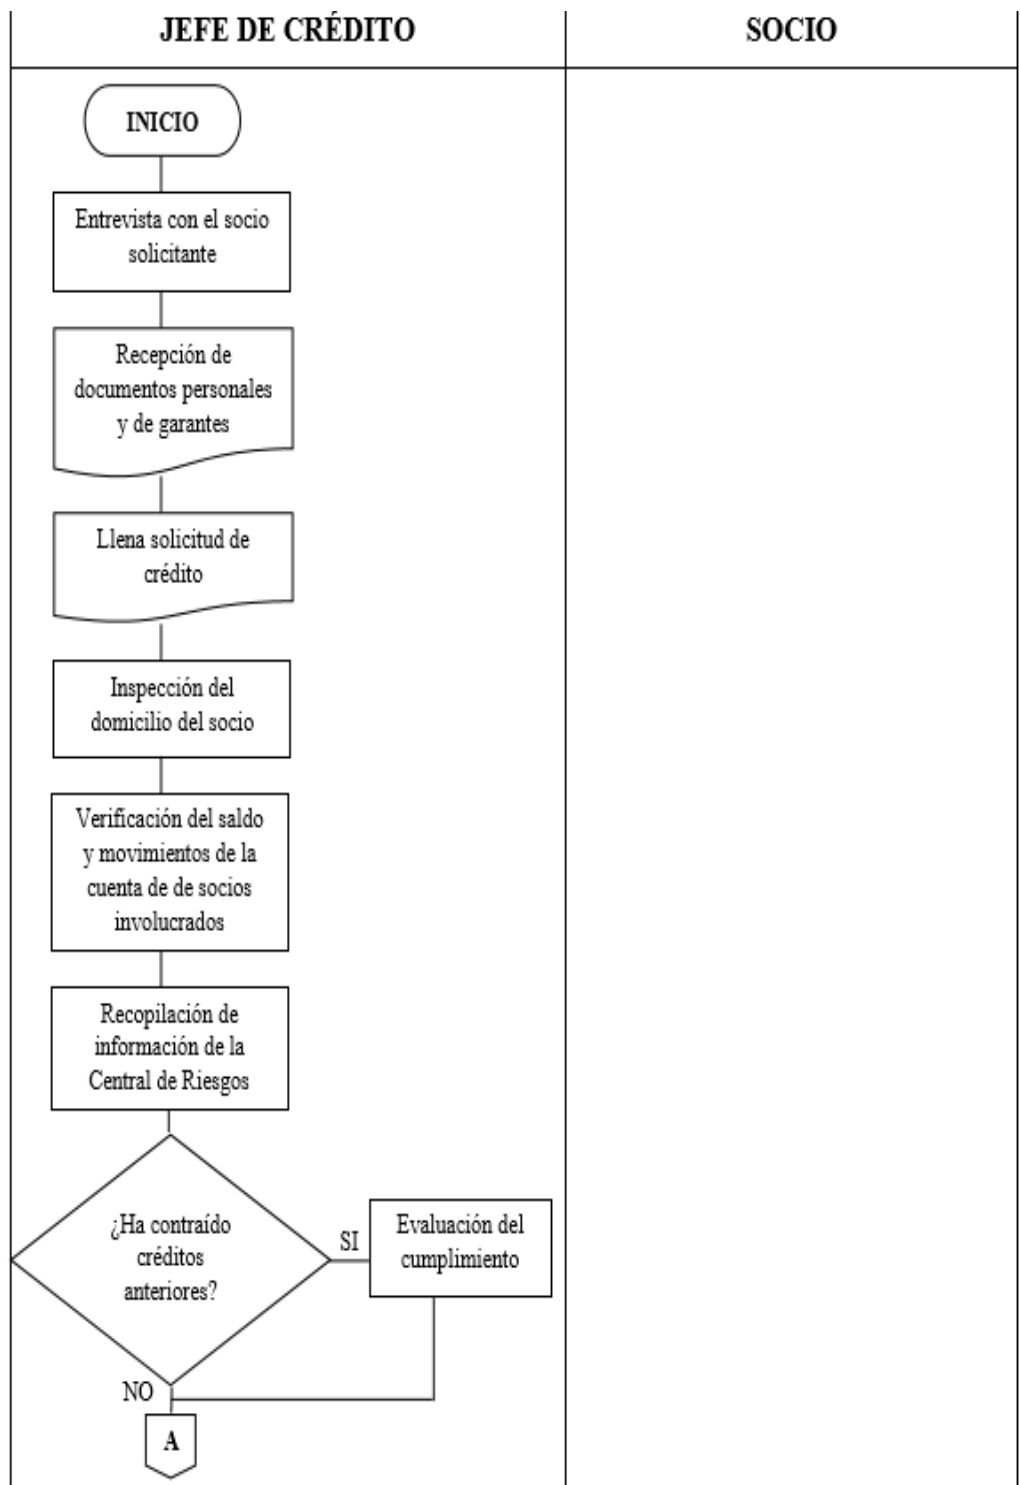 JEFE DE CRÉDITO
SOCIO
INICIO
Entrevista con el socio
solicitante
Recepción de
documentos personales
y de garantes
Llena solicitud de
crédito
Inspección del
domicilio del socio
Verificación del saldo
y movimientos de la
cuenta de de socios
involucrados
Recopilación de
información de la
Central de Riesgos
¿Ha contraído
créditos
anteriores?
SI
Evaluación del
cumplimiento
NO
A